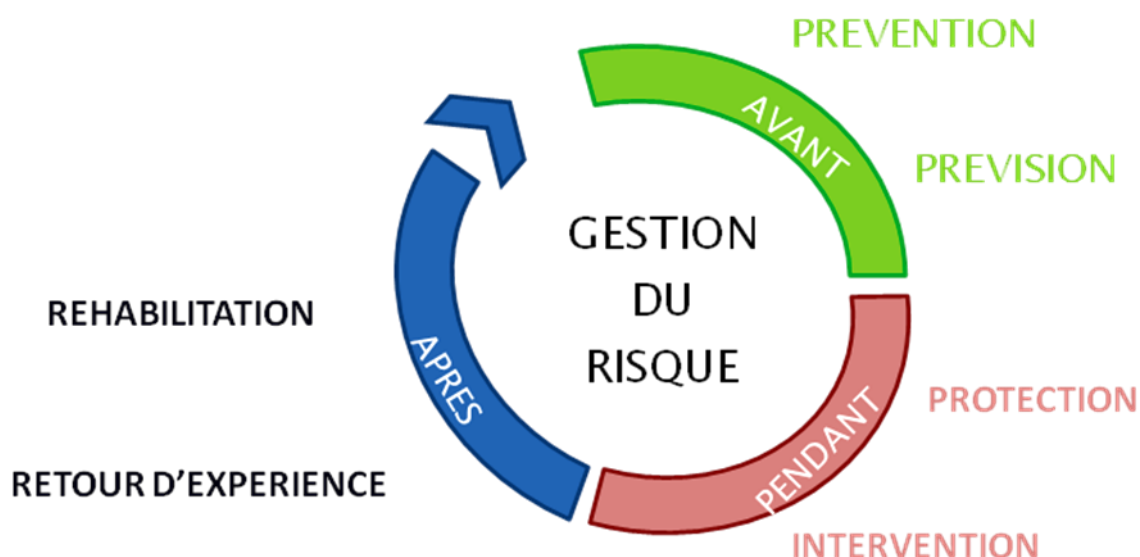 PREVENTION
AVANT
PREVISION
GESTION
DU
RISQUE
REHABILITATION
APRES
PROTECTION
PENDANT
RETOUR D’EXPERIENCE
INTERVENTION